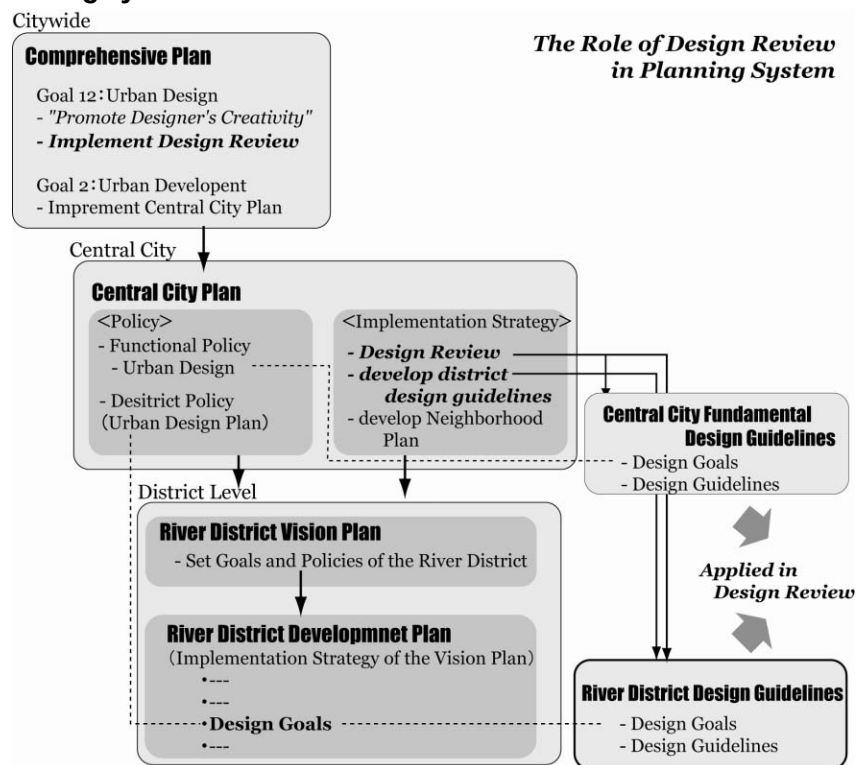 Citywide
The Role of Design Review
in Planning System
Comprehensive Plan
Goal 12:Urban Design
- "Promote Designer's Creativity"
- Implement Design Review
Goal 2:Urban Developent
- Imprement Central City Plan
Central City
Central City Plan
<Policy>
- Functional Policy
- Urban Design
- Desitrict Policy
(Urban Design Plan)
<Implementation Strategy>
- Design Review
- develop district
design guidelines
- develop Neighborhood
Plan
Central City Fundamental
Design Guidelines
- Design Goals
- Design Guidelines
District Level
River District Vision Plan
- Set Goals and Policies of the River District
Applied in
Design Review
River District Developmnet Plan
(Implementation Strategy of the Vision Plan)
・---
・---
・Design Goals
・---
River District Design Guidelines
- Design Goals
- Design Guidelines